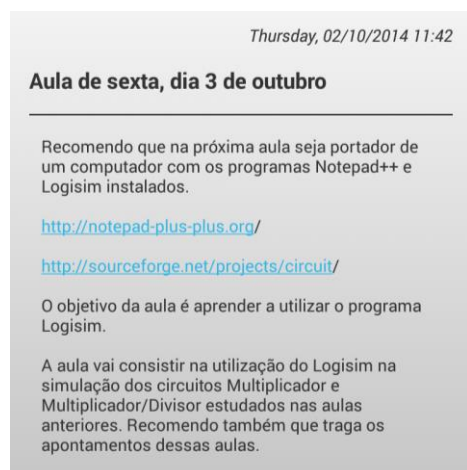 Thursday, 02/10/2014 11:42
Aula de sexta, dia 3 de outubro
Recomendo que na próxima aula seja portador de
um computador com os programas Notepad++ e
Logisim instalados.
http://notepad-plus-plus.org/
http://sourceforge.net/projects/circuit/
O objetivo da aula é aprender a utilizar o programa
Logisim.
A aula vai consistir na utilização do Logisim na
simulação dos circuitos Multiplicador e
Multiplicador/Divisor estudados nas aulas
anteriores. Recomendo também que traga os
apontamentos dessas aulas.